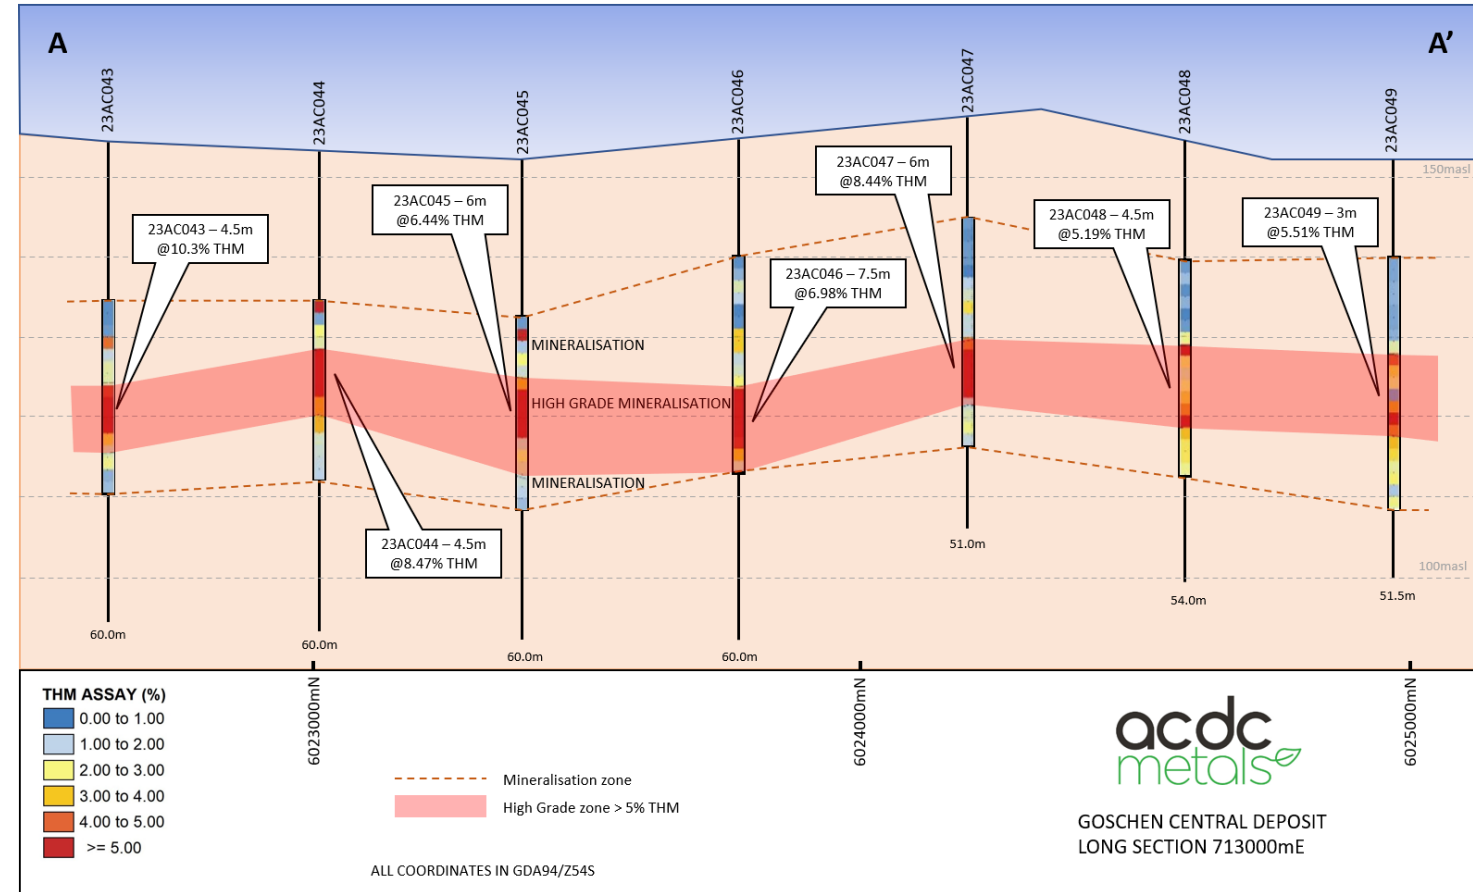 A
A’
23AC043
23AC044
23AC045
23AC046
23AC047
23AC048
23AC049
150masl
23AC043 – 4.5m
@10.3% THM
23AC045 – 6m
@6.44% THM
23AC047 – 6m
@8.44% THM
23AC046 – 7.5m
@6.98% THM
23AC048 – 4.5m
@5.19% THM
23AC049 – 3m
@5.51% THM
MINERALISATION
HIGH GRADE MINERALISATION
MINERALISATION
23AC044 – 4.5m
@8.47% THM
100masl
60.0m
60.0m
60.0m
60.0m
51.0m
54.0m
51.5m
6023000mN
6024000mN
6025000mN
THM ASSAY (%)
0.00 to 1.00
1.00 to 2.00
2.00 to 3.00
3.00 to 4.00
4.00 to 5.00
>= 5.00
Mineralisation zone
High Grade zone > 5% THM
ALL COORDINATES IN GDA94/Z54S
acdc
metals
GOSCHEN CENTRAL DEPOSIT
LONG SECTION 713000mE